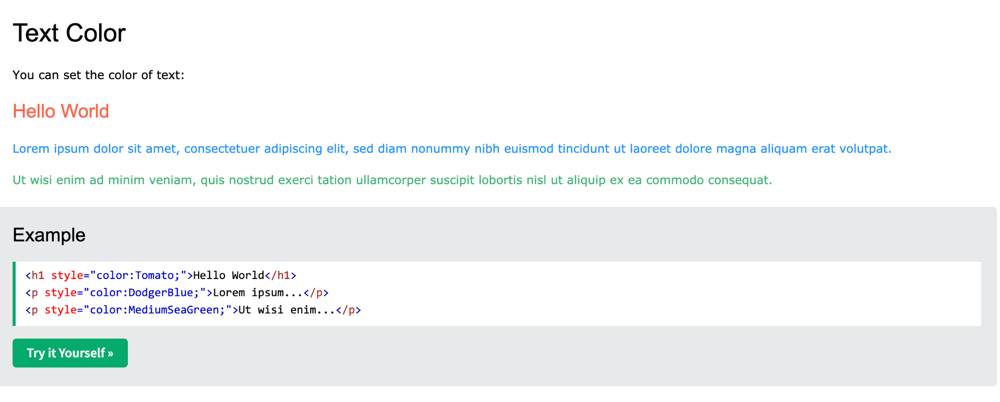 Text Color
You can set the color of text:
Hello World
Lorem ipsum dolor sit amet, consectetuer adipiscing elit, sed diam nonummy nibh euismod tincidunt ut laoreet dolore magna aliquam erat volutpat.
Ut wisi enim ad minim veniam, quis nostrud exerci tation ullamcorper suscipit lobortis nisl ut aliquip ex ea commodo consequat.
Example
<h1 style="color:Tomato;">Hello World</h1>
<p style="color:DodgerBlue;">Lorem ipsum...</p>
<p style="color:MediumSeaGreen;">Ut wisi enim...</p>
Try it Yourself »